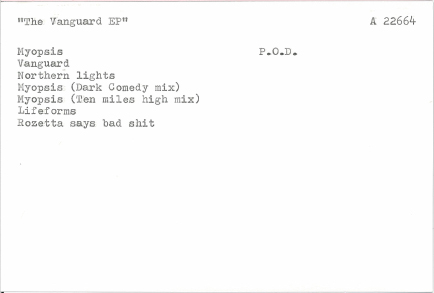 "The Vanguard EP" A 22664
Myopsis P.O.D.
Vanguard
Northern lights
Myopsis (Dark Comedy mix)
Myopsis (Ten miles high mix)
Lifeforms
Rozetta says bad shit